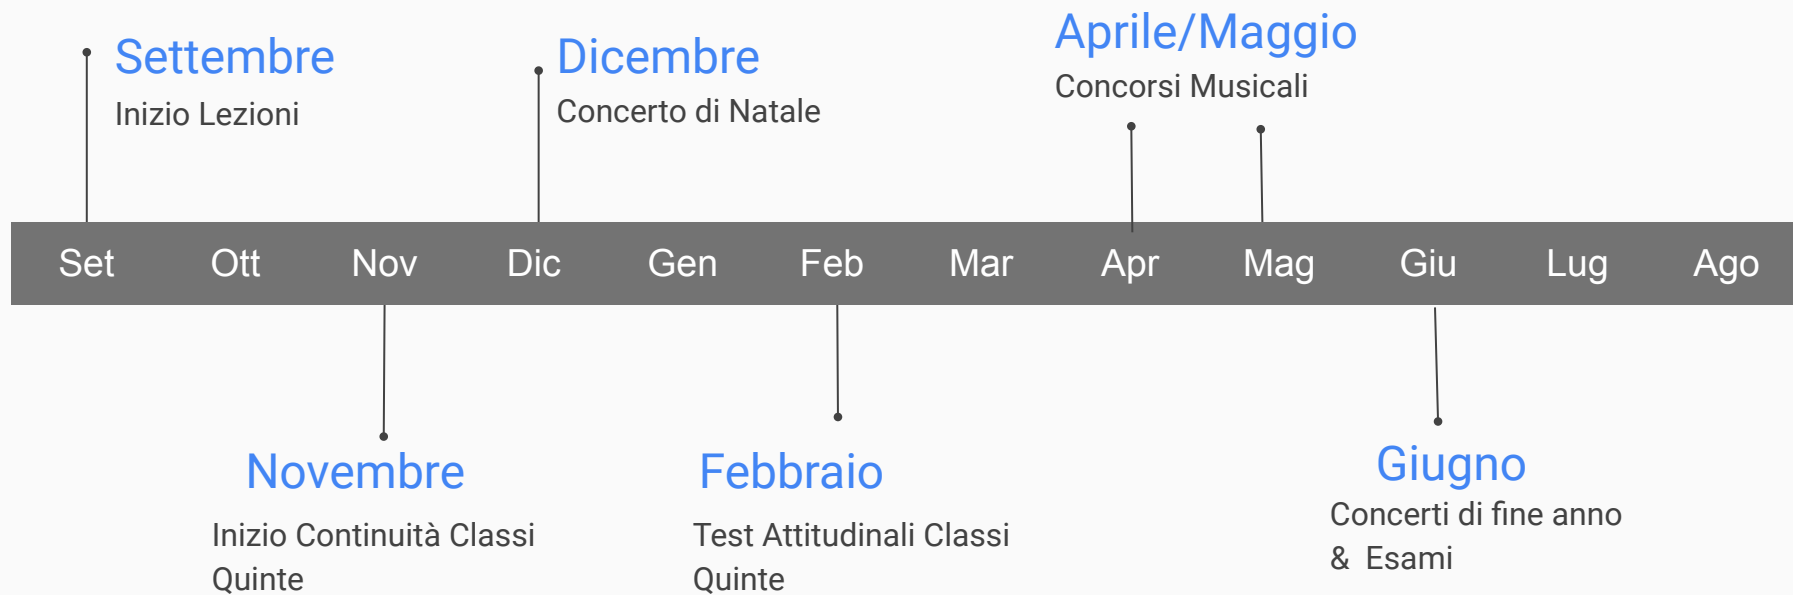 Settembre
Inizio Lezioni
Dicembre
Concerto di Natale
Aprile/Maggio
Concorsi Musicali
Set Ott Nov Dic Gen Feb Mar Apr Mag Giu Lug Ago
Novembre
Inizio Continuità Classi
Quinte
Febbraio
Test Attitudinali Classi
Quinte
Giugno
Concerti di fine anno
& Esami